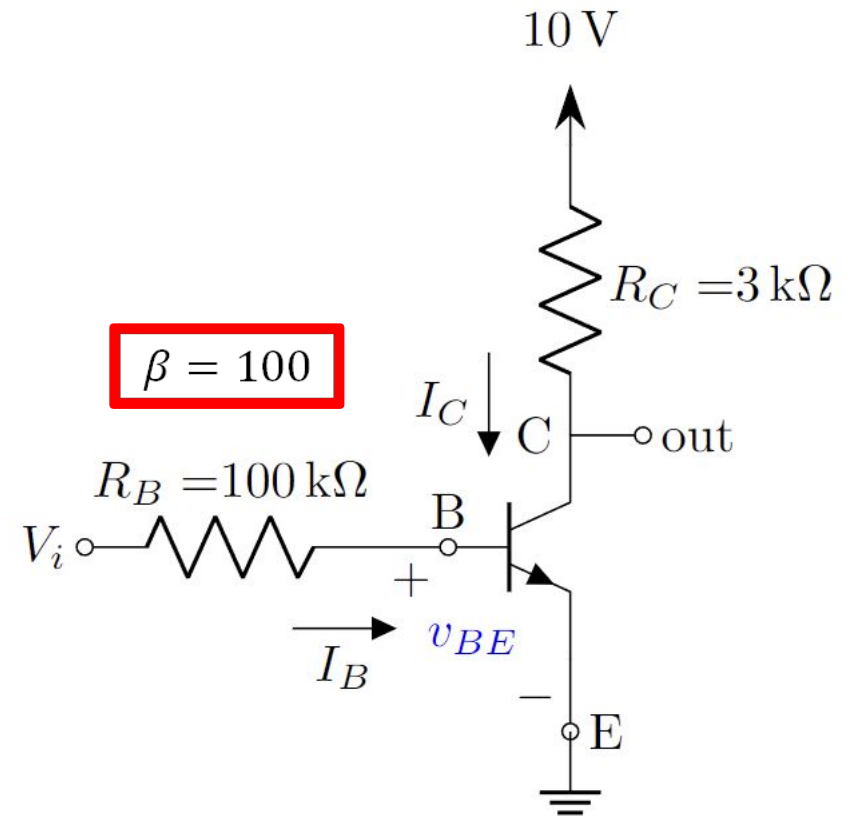 10 V
R_C =3 kΩ
β = 100
I_C
C
out
R_B =100 kΩ
B
V_i
+
v_BE
I_B
−
E